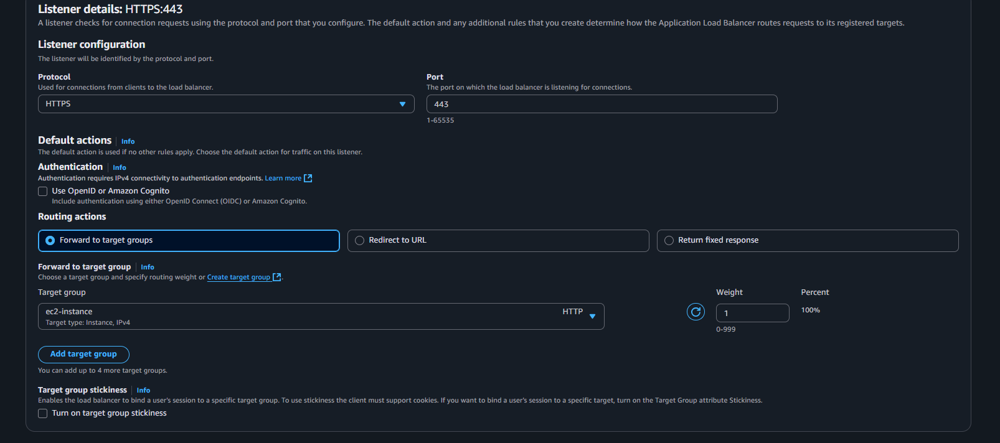 Listener details: HTTPS:443
A listener checks for connection requests using the protocol and port that you configure. The default action and any additional rules that you create determine how the Application Load Balancer routes requests to its registered targets.
Listener configuration
The listener will be identified by the protocol and port.
Protocol
Used for connections from clients to the load balancer.
HTTPS
Port
The port on which the load balancer is listening for connections.
443
1-65535
Default actions Info
The default action is used if no other rules apply. Choose the default action for traffic on this listener.
Authentication Info
Authentication requires IPv4 connectivity to authentication endpoints. Learn more
Use OpenID or Amazon Cognito
Include authentication using either OpenID Connect (OIDC) or Amazon Cognito.
Routing actions
Forward to target groups
Redirect to URL
Return fixed response
Forward to target group Info
Choose a target group and specify routing weight or Create target group.
Target group
ec2-instance
Target type: Instance, IPv4
HTTP
Weight
1
0-999
Percent
100%
Add target group
You can add up to 4 more target groups.
Target group stickiness Info
Enables the load balancer to bind a user's session to a specific target group. To use stickiness the client must support cookies. If you want to bind a user's session to a specific target, turn on the Target Group attribute Stickiness.
Turn on target group stickiness